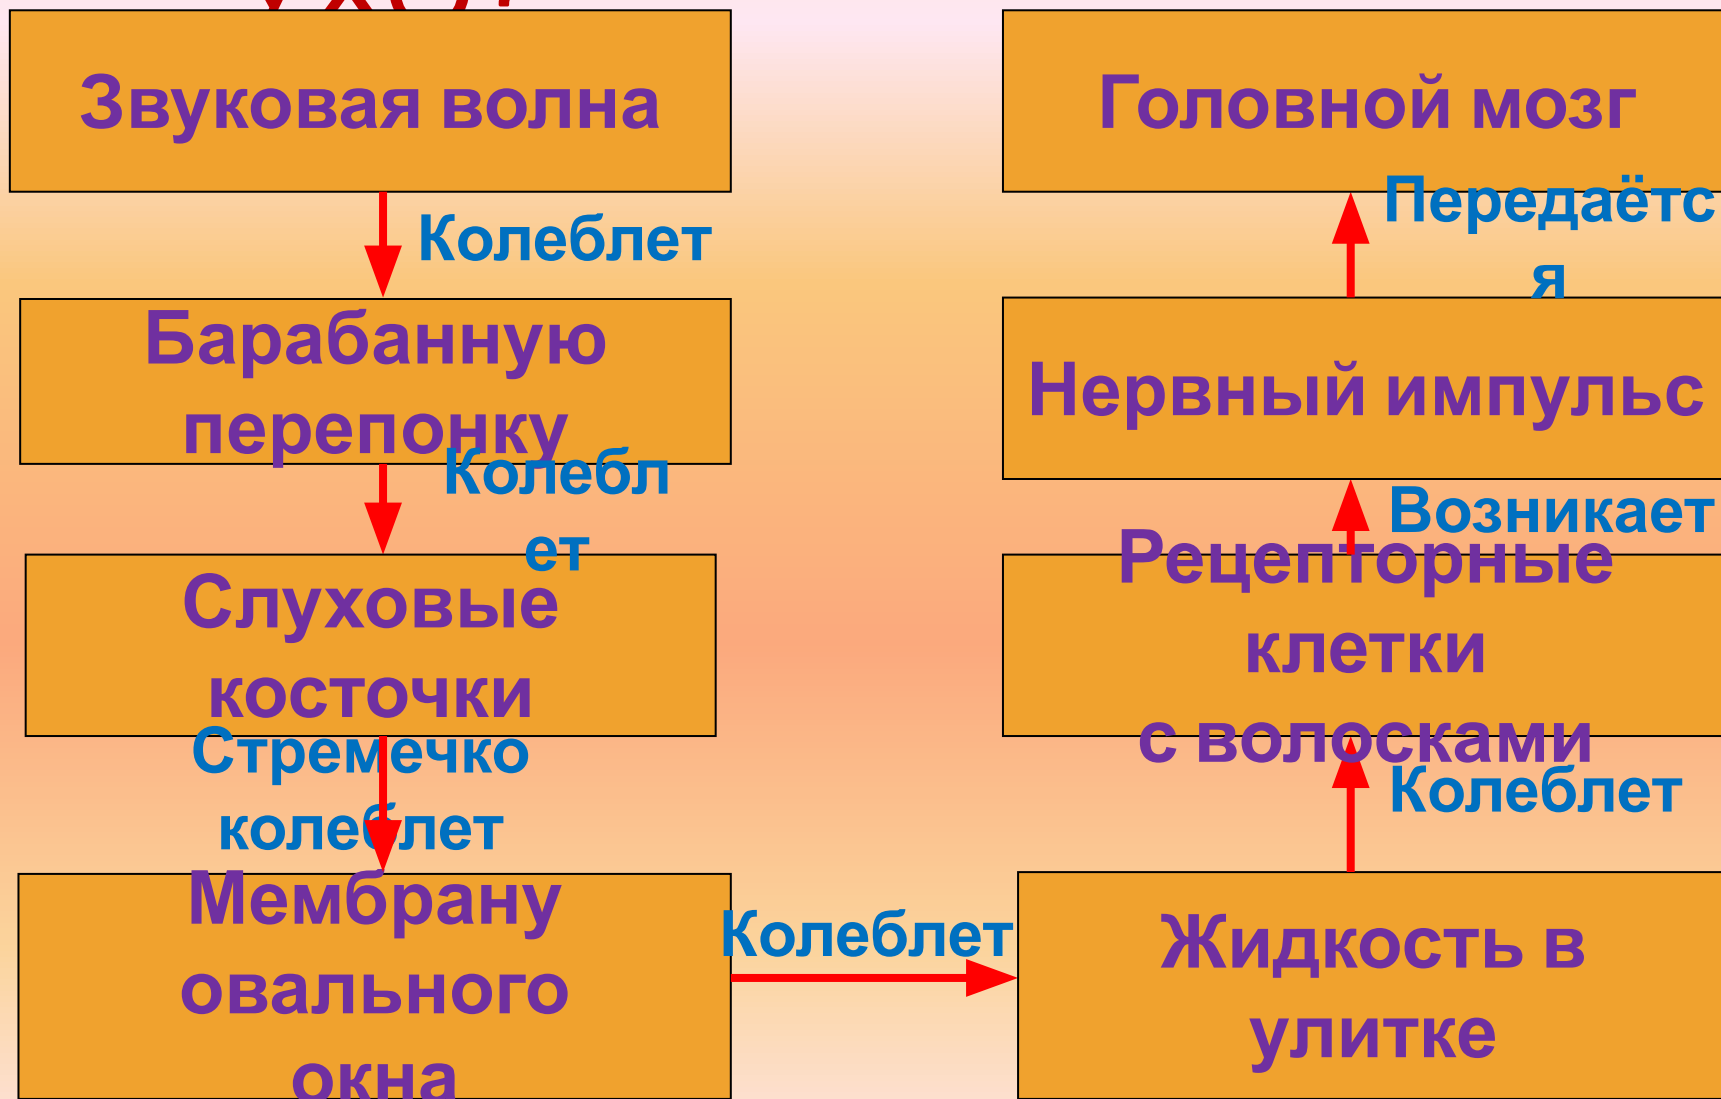 Звуковая волна
Колеблет
Барабанную
перепонку
Колебл
ет
Слуховые
косточки
Стремечко
колеблет
Мембрану
овального
окна
Колеблет
Жидкость в
улитке
Колеблет
Рецепторные
клетки
с волосками
Возникает
Нервный импульс
Передаётс
я
Головной мозг